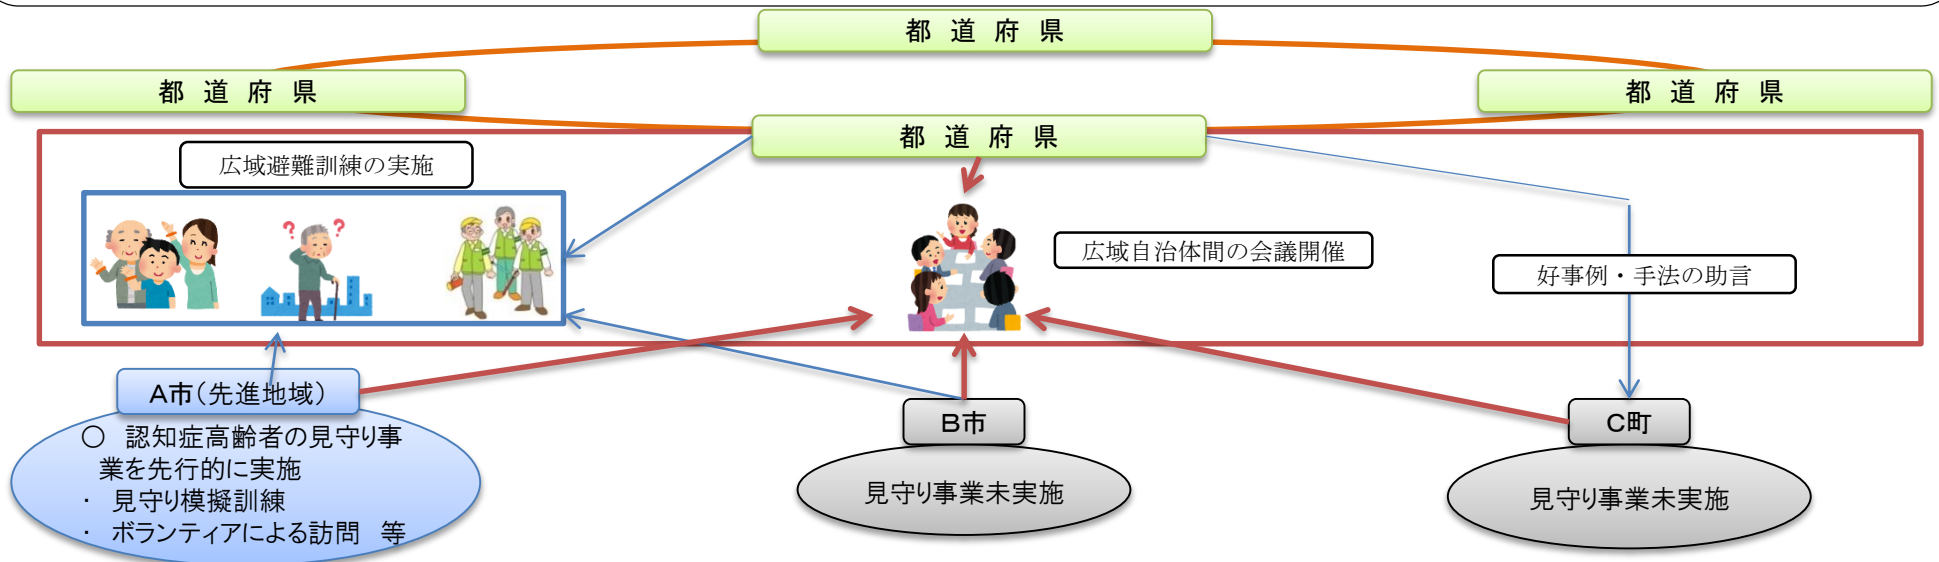 都 道 府 県
都 道 府 県
都 道 府 県
都 道 府 県
広域避難訓練の実施
? ?
広域自治体間の会議開催
好事例・手法の助言
A市(先進地域)
○ 認知症高齢者の見守り事
業を先行的に実施
・ 見守り模擬訓練
・ ボランティアによる訪問 等
B市
見守り事業未実施
C町
見守り事業未実施